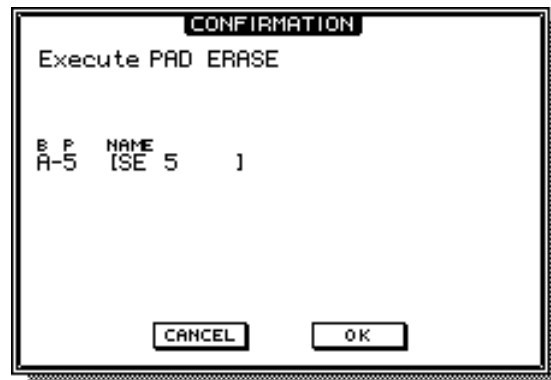 CONFIRMATION
Execute PAD ERASE
B P NAME
A-5 [SE 5 ]
CANCEL OK